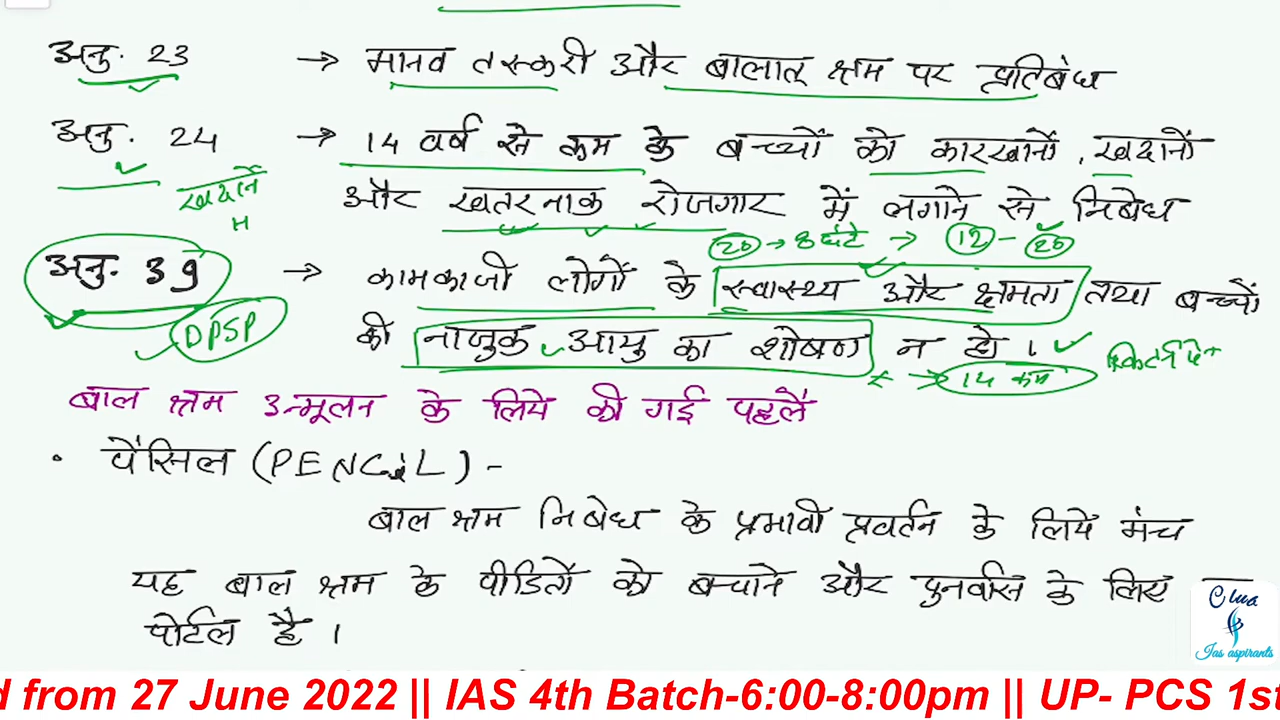 अनु. 23 → मानव तस्करी और बालात श्रम पर प्रतिबंध
अनु. 24 → 14 वर्ष से कम के बच्चों को कारखानों, खदानों
खदाने
और खतरनाक रोजगार में लगाने से निषेध
20 → 8 घंटे → 12 - 20
अनु. 39 → कामकाजी लोगों के स्वास्थ्य और क्षमता तथा बच्चों
DPSP
की नाजुक आयु का शोषण न हो।
→ 14 कम
बाल श्रम उन्मूलन के लिये की गई पहलें
• पेंसिल (PENCiL) -
बाल श्रम निषेध के प्रभावी प्रवर्तन के लिये मंच
यह बाल श्रम के पीडितों को बचाने और पुनर्वास के लिए
पोर्टल है।
Clua
Ias aspirants
d from 27 June 2022 || IAS 4th Batch-6:00-8:00pm || UP- PCS 1st